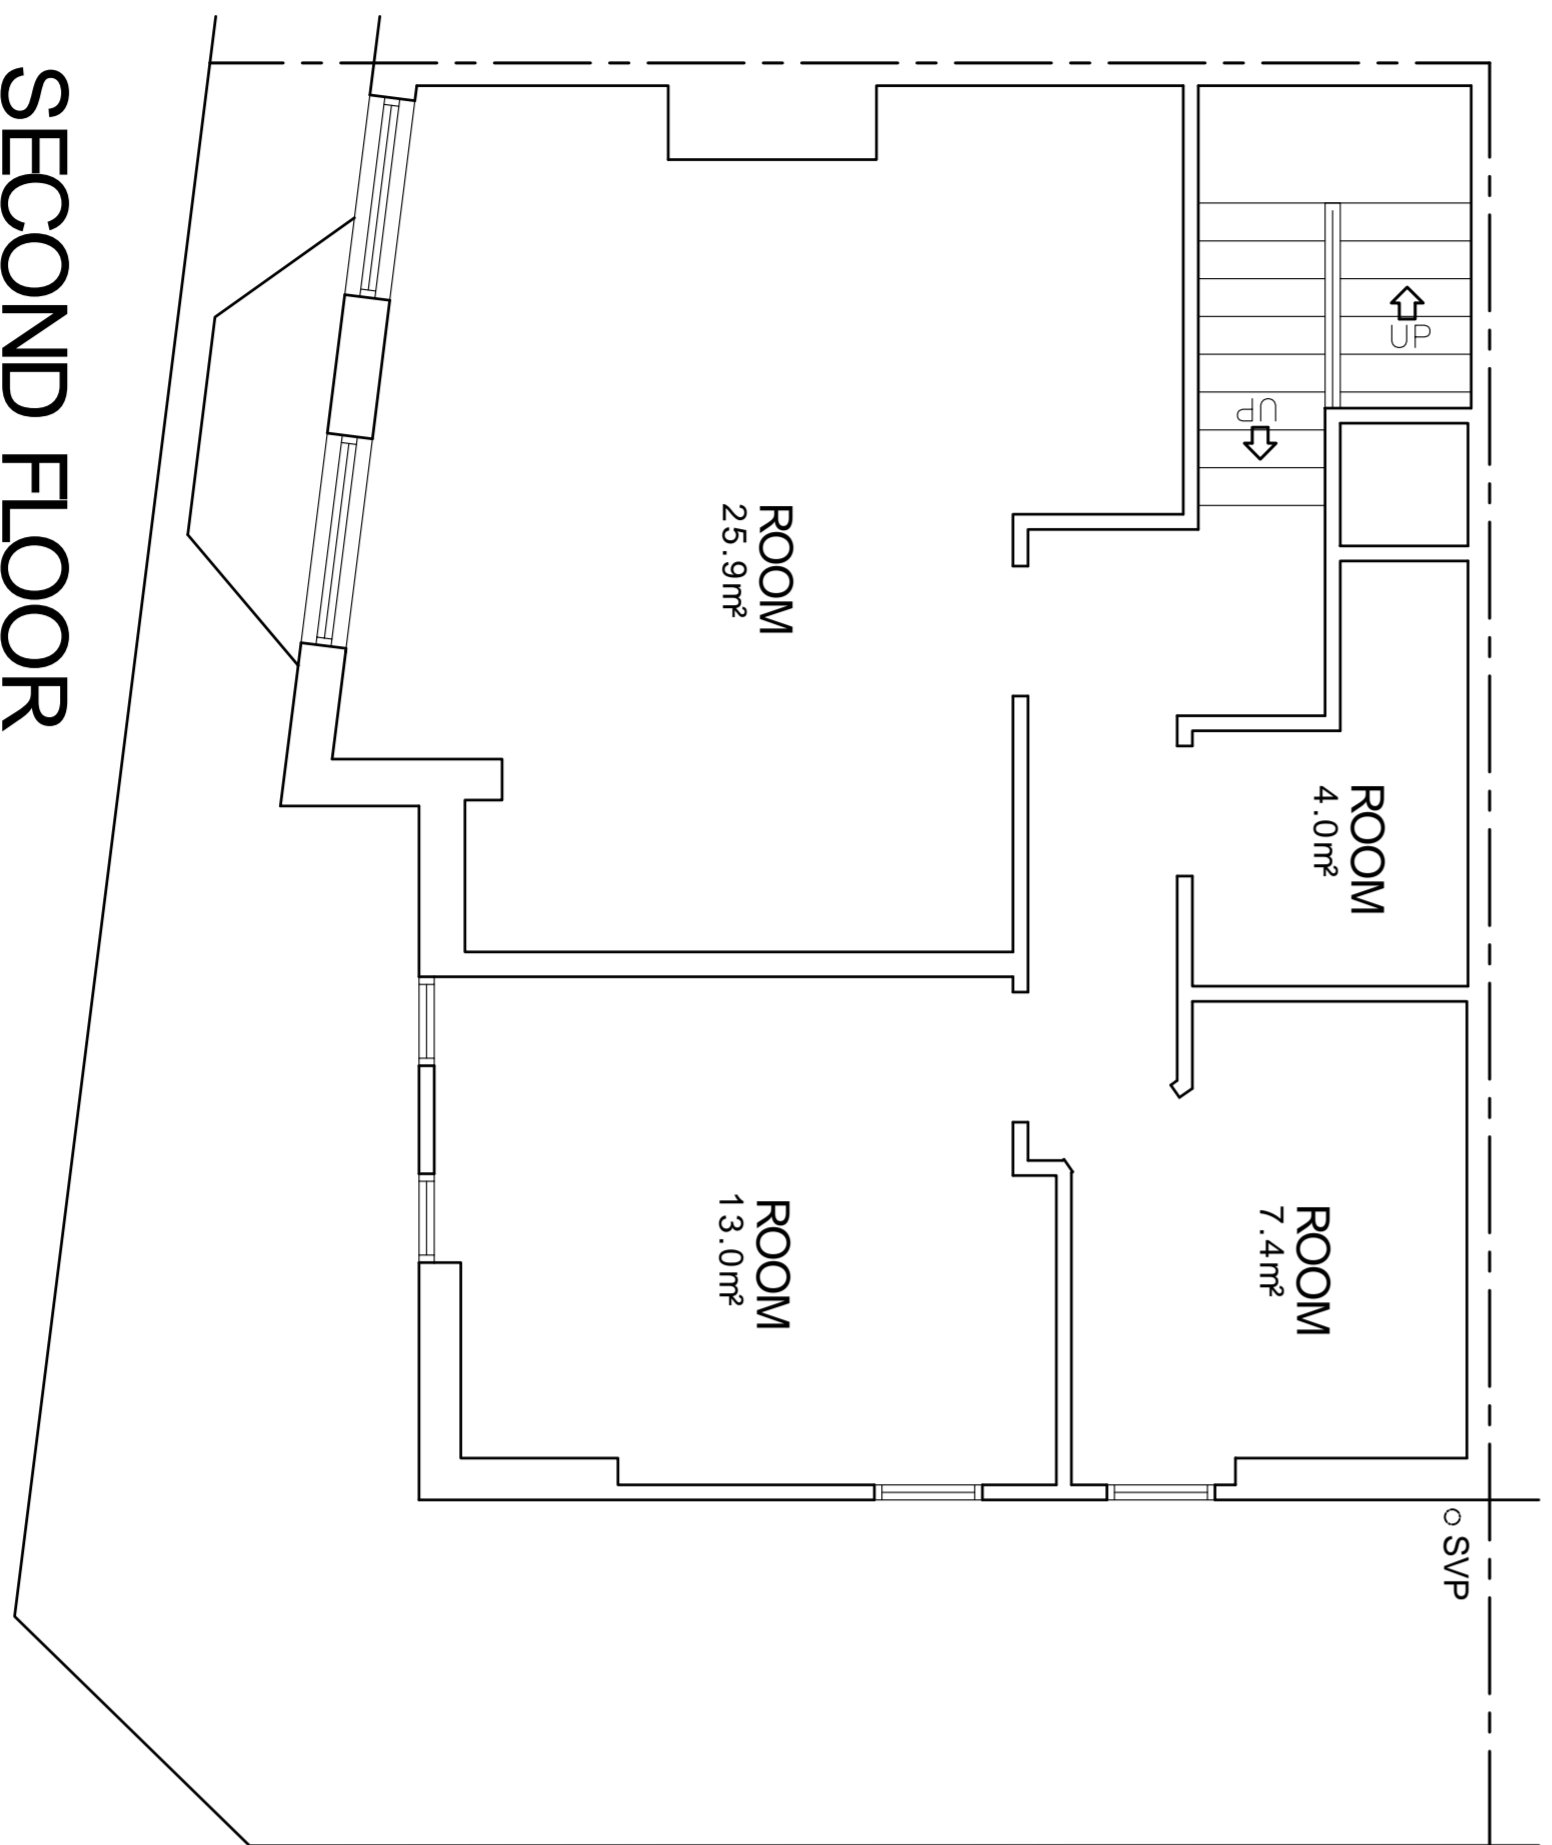 SECOND FLOOR
UP
UP
ROOM
25.9m²
ROOM
4.0m²
ROOM
13.0m²
ROOM
7.4m²
SVP